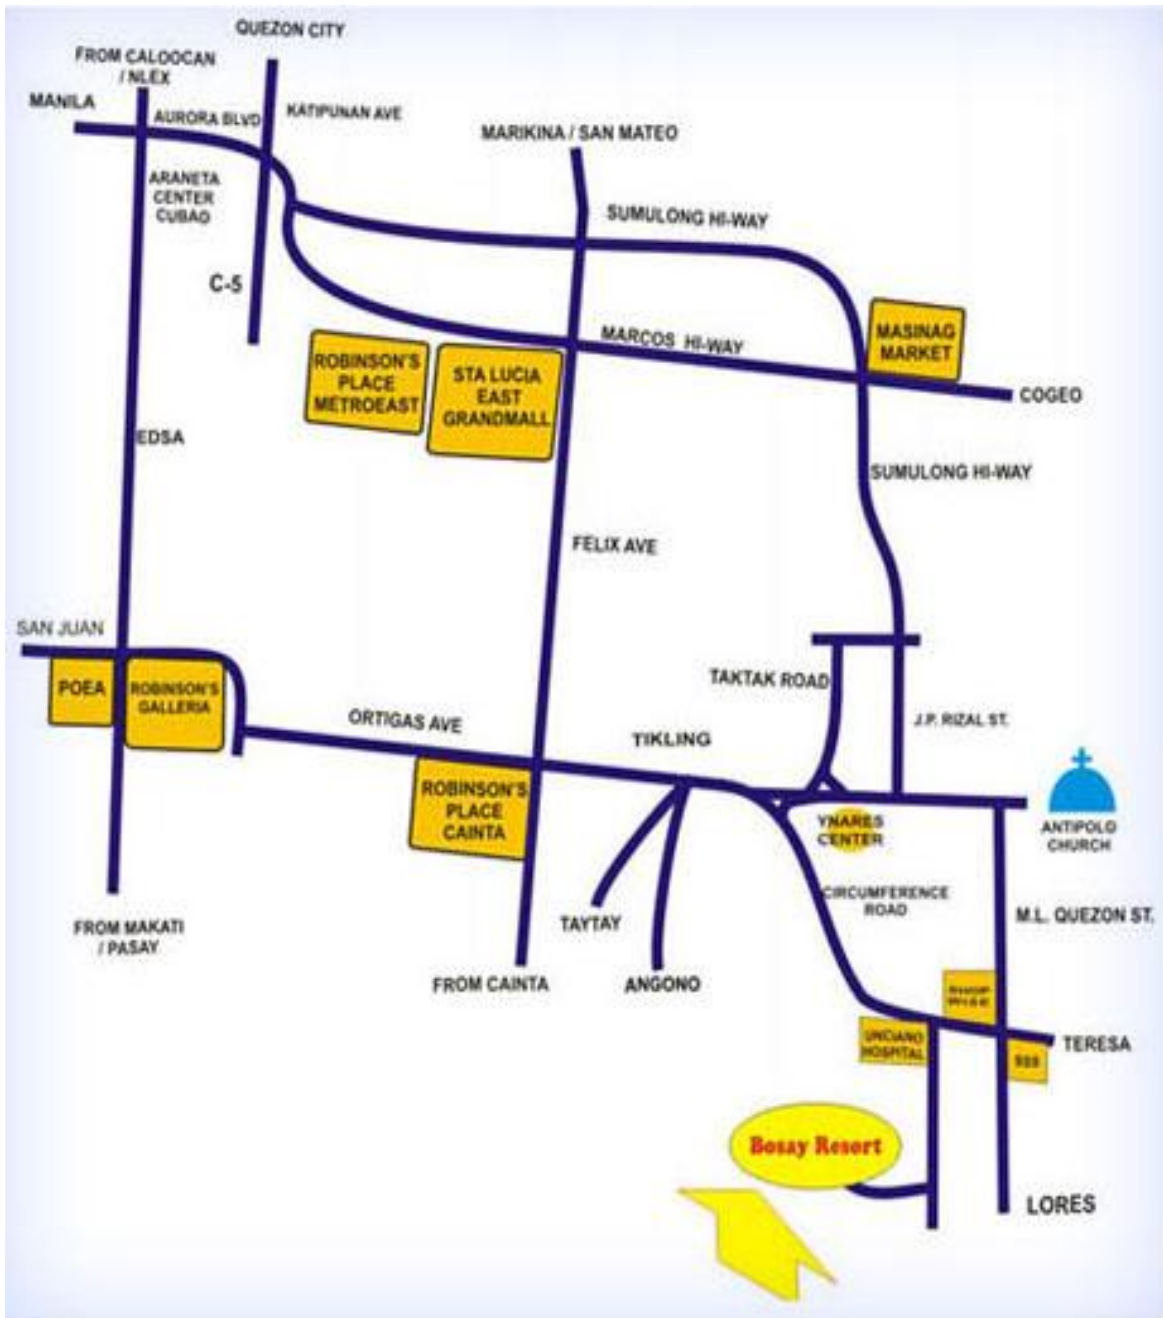 QUEZON CITY
FROM CALOOCAN
/ NLEX
MANILA
AURORA BLVD
KATIPUNAN AVE
MARIKINA / SAN MATEO
ARANETA
CENTER
CUBAO
SUMULONG HI-WAY
C-5
MASINAG
MARKET
MARCOS HI-WAY
ROBINSON'S
PLACE
METROEAST
STA LUCIA
EAST
GRANDMALL
COGEO
EDSA
SUMULONG HI-WAY
FELIX AVE
SAN JUAN
POEA
ROBINSON'S
GALLERIA
TAKTAK ROAD
ORTIGAS AVE
J.P. RIZAL ST.
TIKLING
ROBINSON'S
PLACE
CAINTA
YNARES
CENTER
ANTIPOLO
CHURCH
CIRCUMFERENCE
ROAD
M.L. QUEZON ST.
FROM MAKATI
/ PASAY
TAYTAY
FROM CAINTA
ANGONO
SHOP
WISE
UNCIANO
HOSPITAL
TERESA
SSS
Bosay Resort
LORES